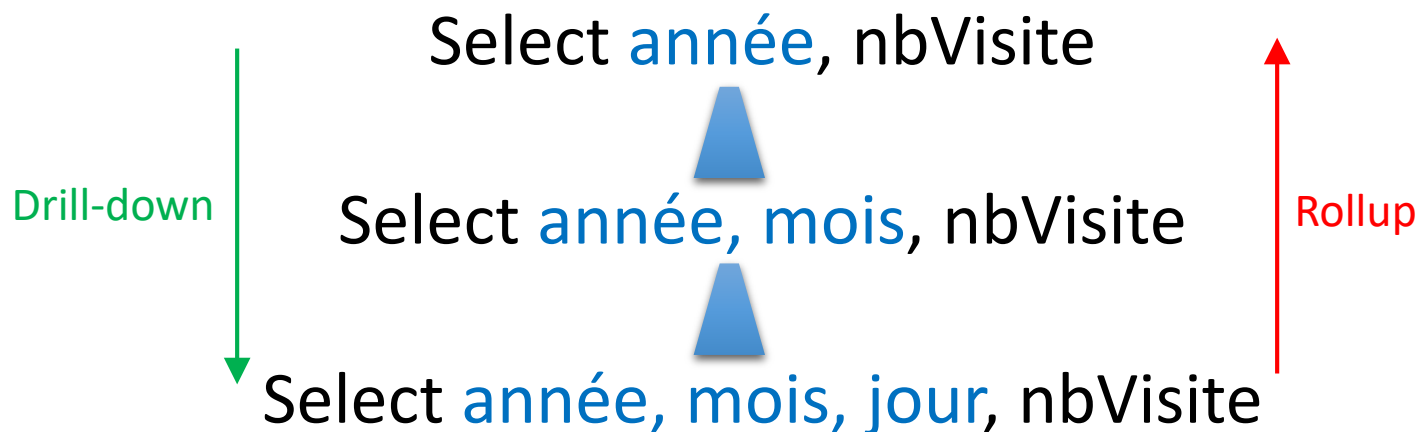 Select année, nbVisite
Drill-down
Select année, mois, nbVisite
Rollup
Select année, mois, jour, nbVisite